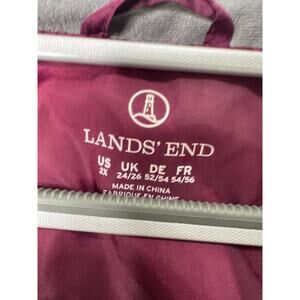 LANDS' END
US UK DE FR
2X 24/26 52/54 54/56
MADE IN CHINA
FABRIQUE EN CHINE